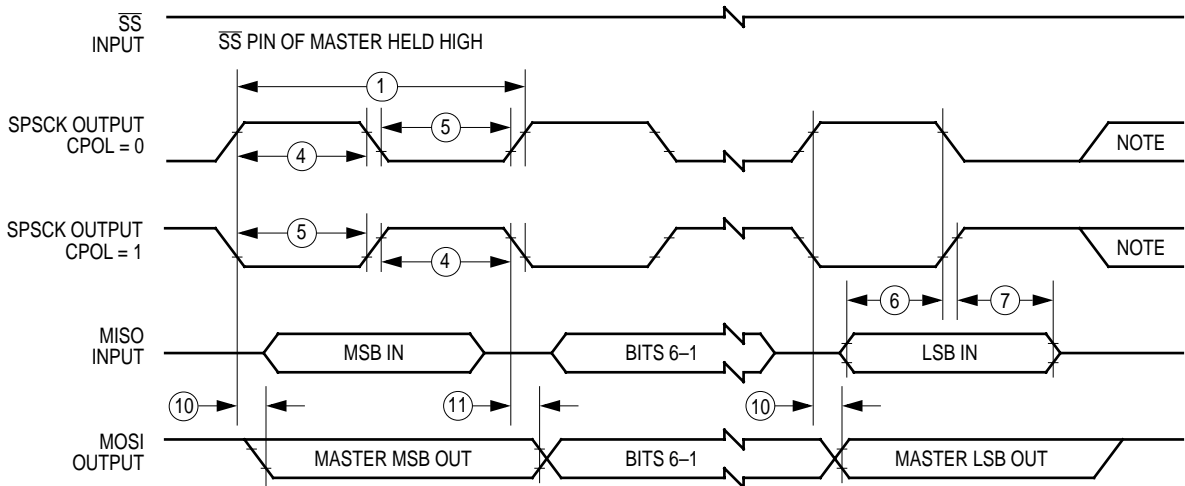 SS
INPUT
SS PIN OF MASTER HELD HIGH
1
SPSCK OUTPUT
CPOL = 0
5
4
NOTE
SPSCK OUTPUT
CPOL = 1
5
4
NOTE
6
7
MISO
INPUT
MSB IN
BITS 6–1
LSB IN
10
11
10
MOSI
OUTPUT
MASTER MSB OUT
BITS 6–1
MASTER LSB OUT